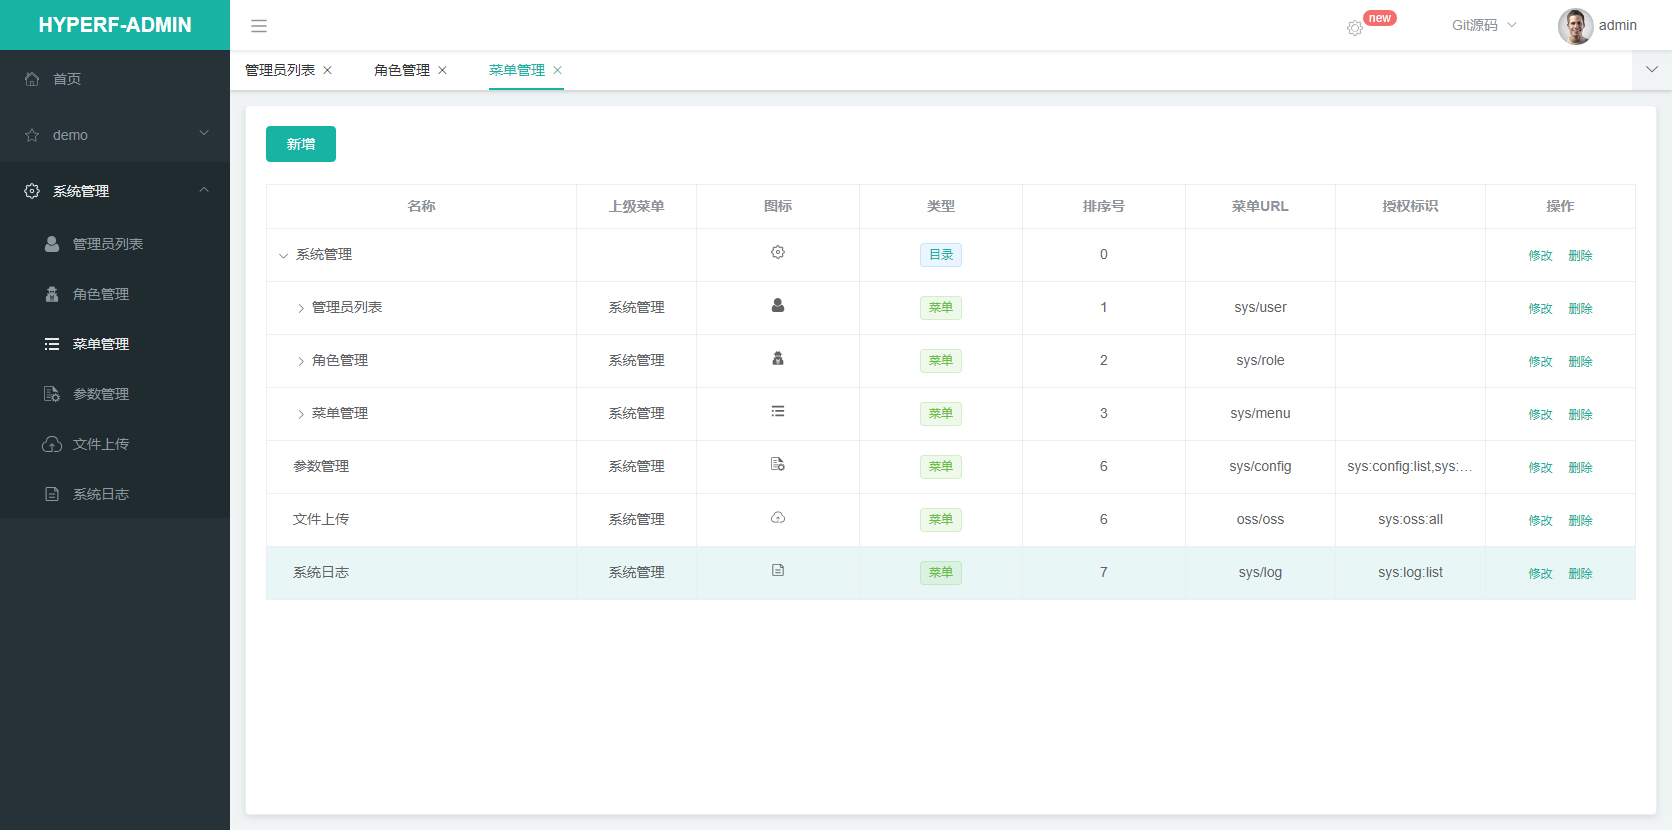 HYPERF-ADMIN
new
Git源码
admin
首页
demo
系统管理
管理员列表
角色管理
菜单管理
参数管理
文件上传
系统日志
管理员列表 角色管理 菜单管理
新增
名称 上级菜单 图标 类型 排序号 菜单URL 授权标识 操作
系统管理 目录 0 修改 删除
管理员列表 系统管理 菜单 1 sys/user 修改 删除
角色管理 系统管理 菜单 2 sys/role 修改 删除
菜单管理 系统管理 菜单 3 sys/menu 修改 删除
参数管理 系统管理 菜单 6 sys/config sys:config:list,sys:... 修改 删除
文件上传 系统管理 菜单 6 oss/oss sys:oss:all 修改 删除
系统日志 系统管理 菜单 7 sys/log sys:log:list 修改 删除